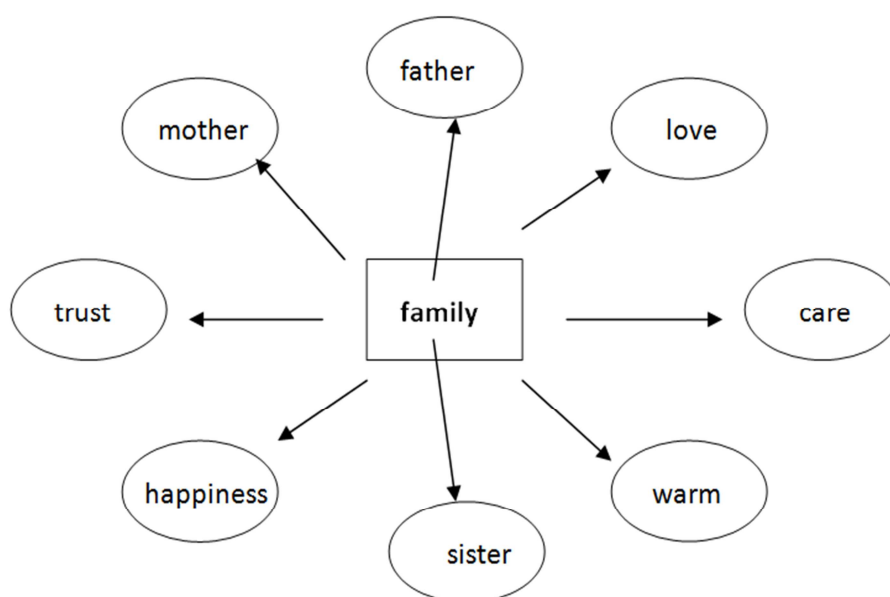 father
mother
love
trust
family
care
happiness
warm
sister